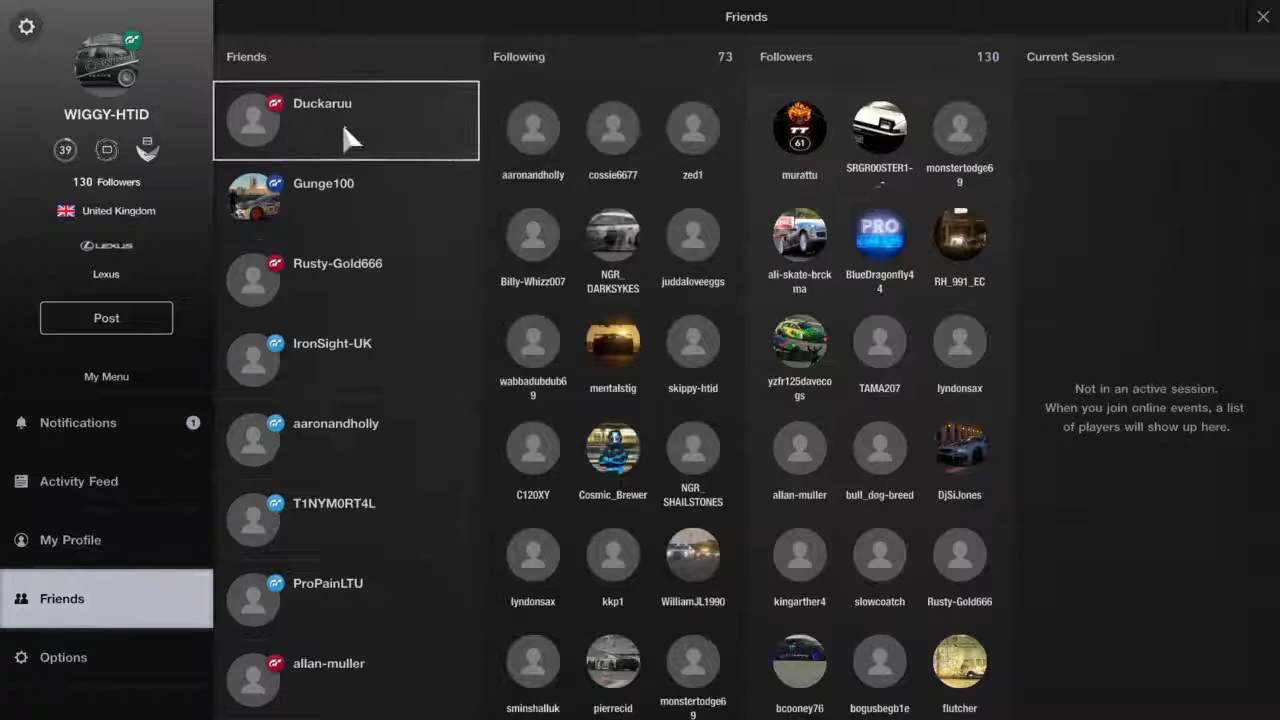 Friends
WIGGY-HTID
39
130 Followers
United Kingdom
LEXUS
Lexus
Post
My Menu
Notifications
1
Activity Feed
My Profile
Friends
Options
Friends
Duckaruu
Gunge100
Rusty-Gold666
IronSight-UK
aaronandholly
T1NYM0RT4L
ProPainLTU
allan-muller
Following 73
aaronandholly
cossie6677
zed1
Billy-Whizz007
NGR_
DARKSYKES
juddaloveeggs
wabbadubdub6
9
mentalstig
skippy-htid
C120XY
Cosmic_Brewer
NGR_
SHAILSTONES
lyndonsax
kkp1
WilliamJL1990
sminshalluk
pierrecid
monstertodge6
9
Followers 130
TT
61
murattu
SRGR00STER1-
_-
monstertodge6
9
ali-skate-brck
ma
PRO
BlueDragonfly4
4
RH_991_EC
yzfr125daveco
gs
TAMA207
lyndonsax
allan-muller
bull_dog-breed
DjSiJones
kingarther4
slowcoatch
Rusty-Gold666
bcooney76
bogusbegb1e
flutcher
Current Session
Not in an active session.
When you join online events, a list
of players will show up here.